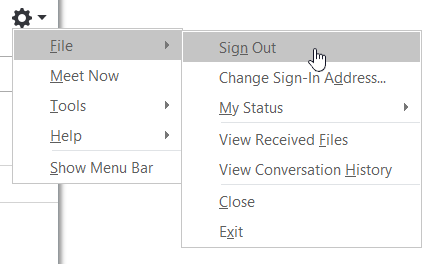 File
Meet Now
Tools
Help
Show Menu Bar
Sign Out
Change Sign-In Address...
My Status
View Received Files
View Conversation History
Close
Exit